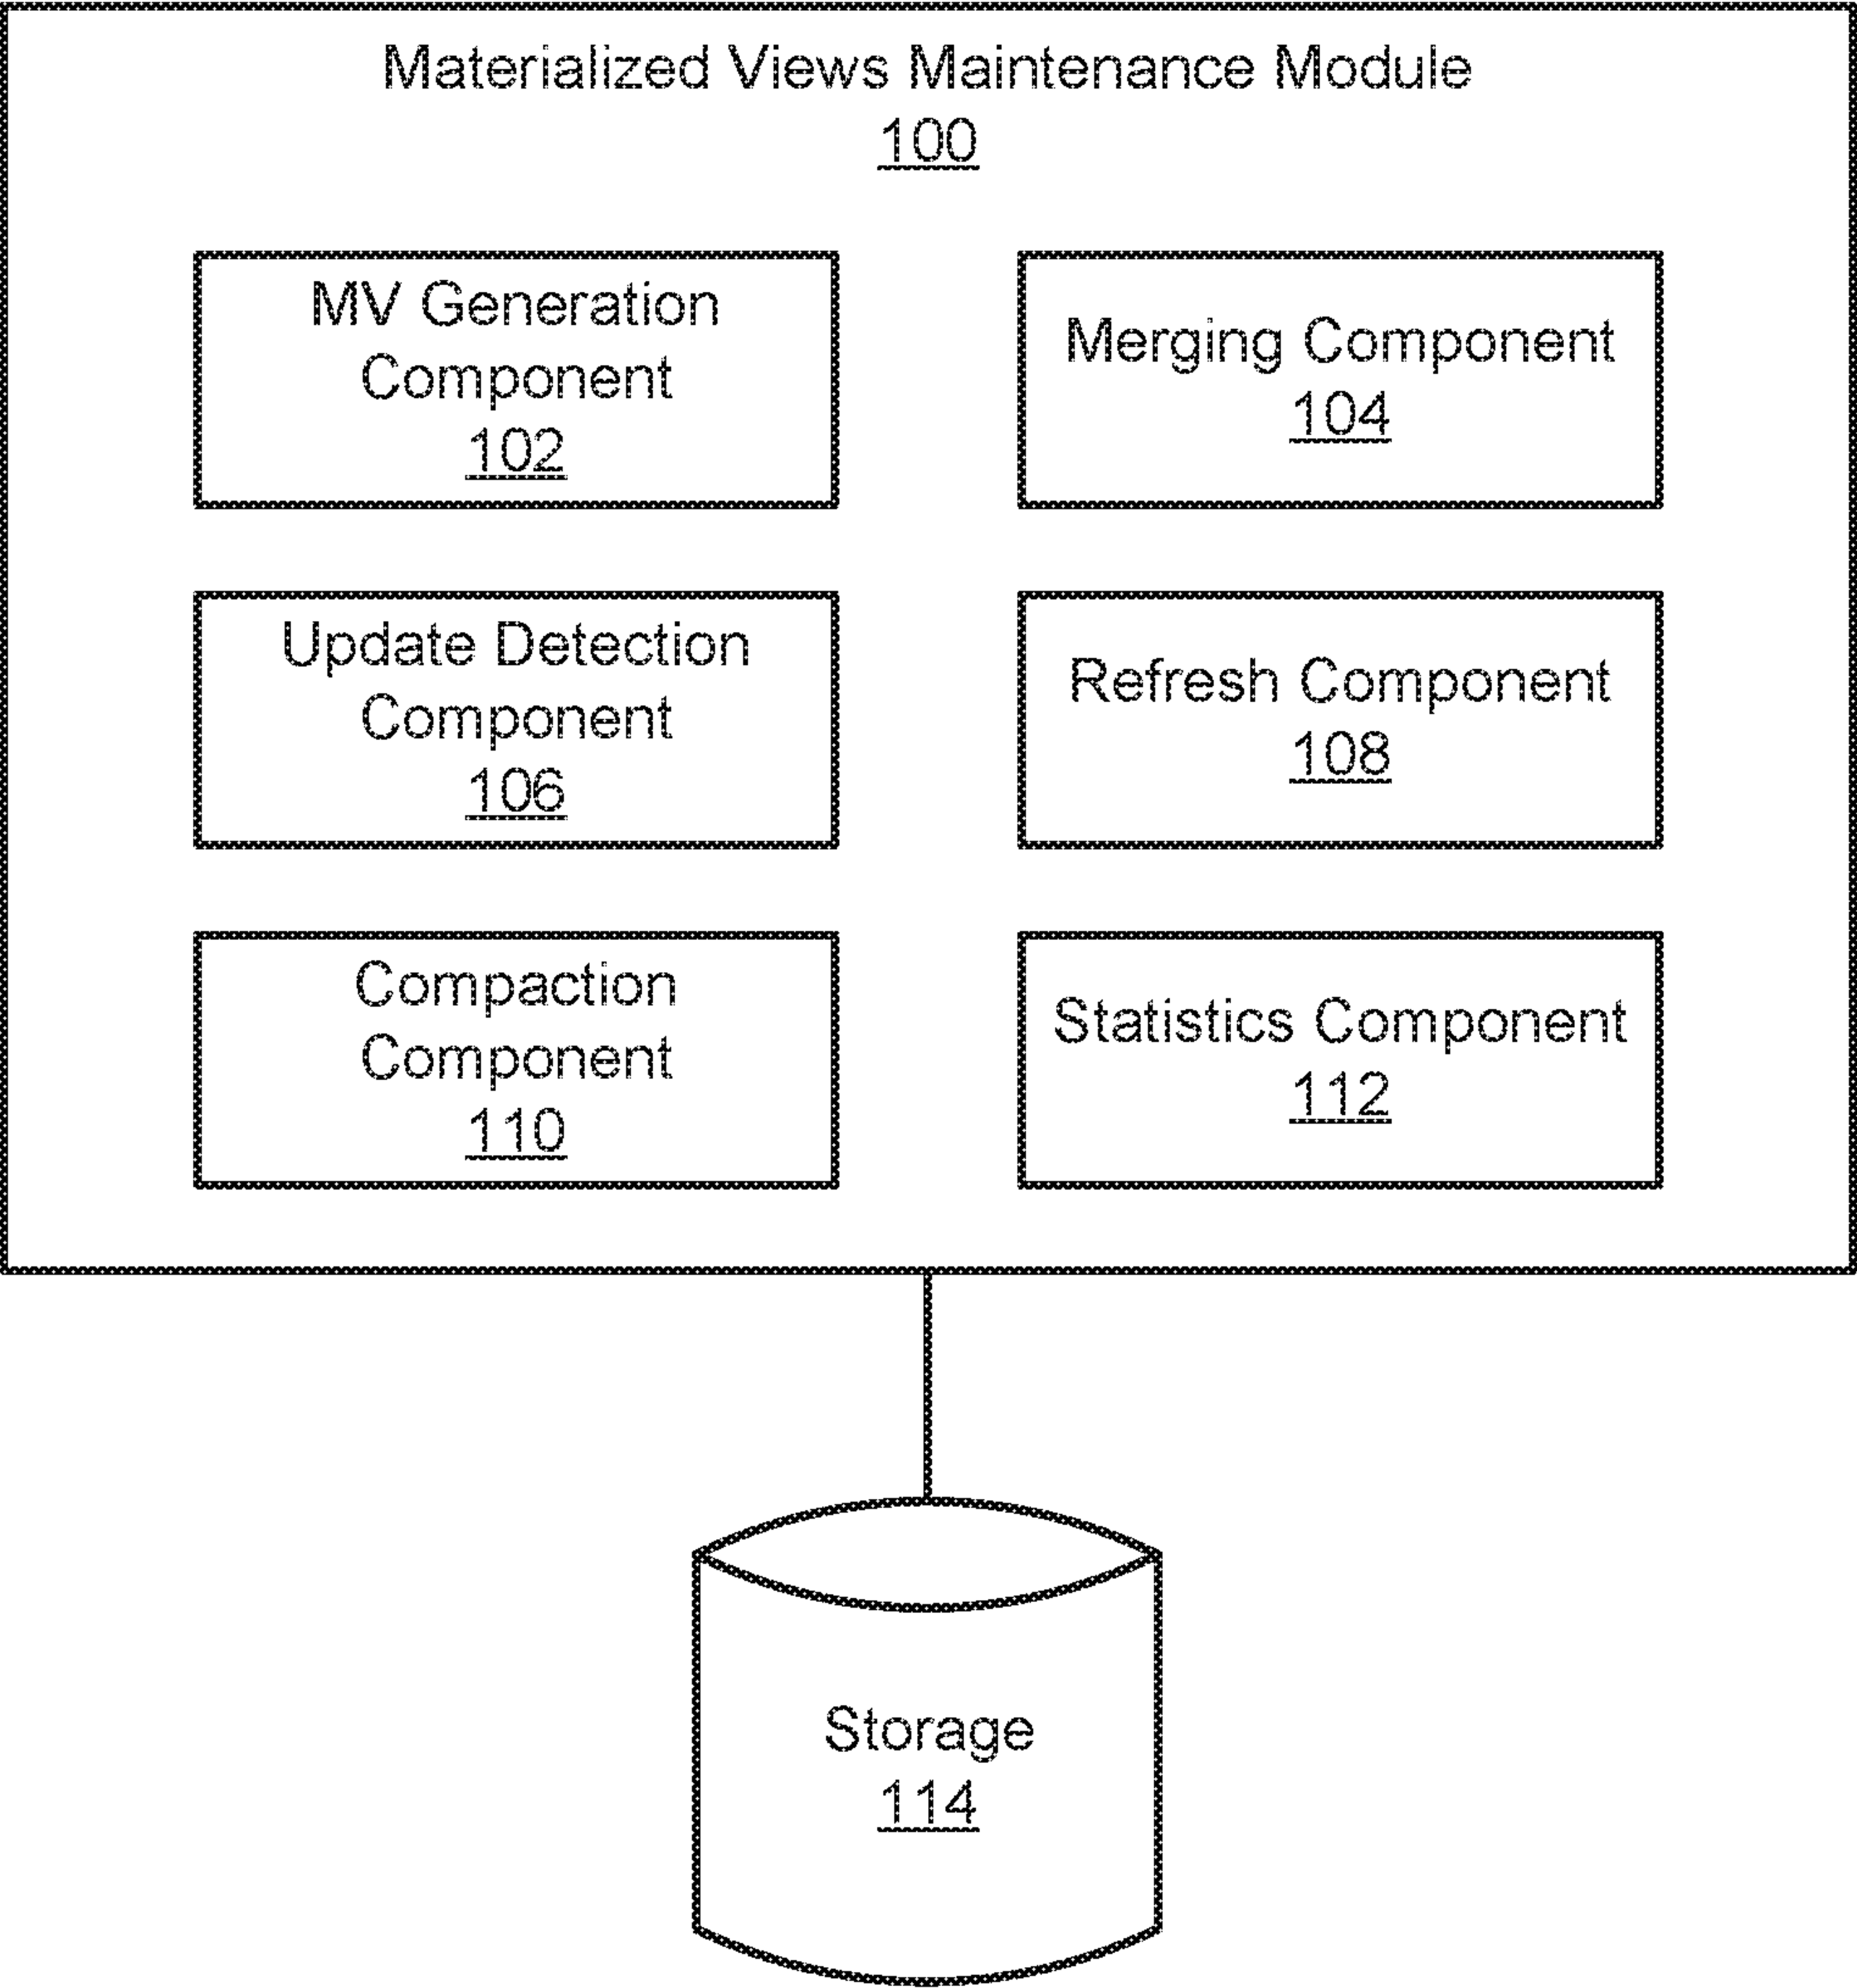 Materialized Views Maintenance Module
100
MV Generation
Component
102
Merging Component
104
Update Detection
Component
106
Refresh Component
108
Compaction
Component
110
Statistics Component
112
Storage
114